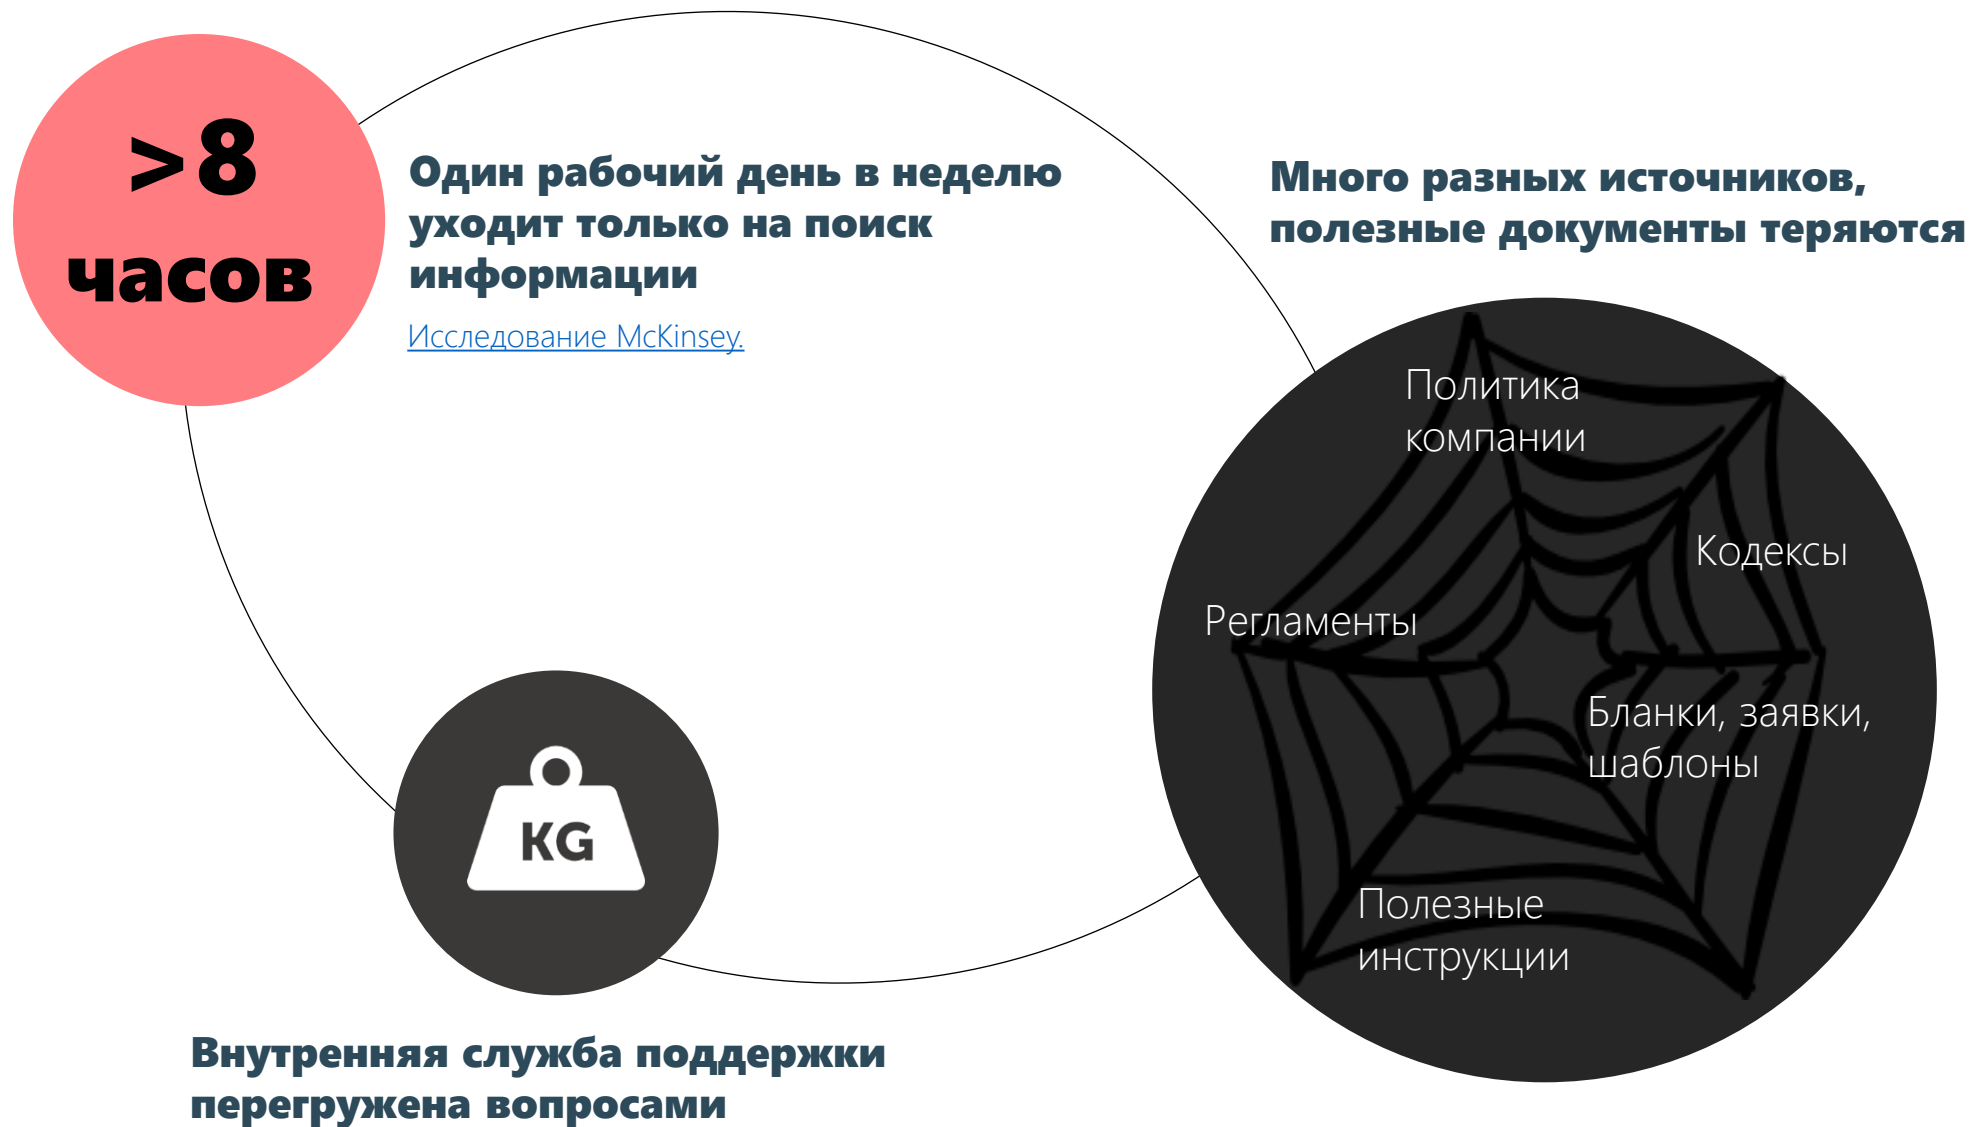 >8
часов
Один рабочий день в неделю
уходит только на поиск
информации
Исследование McKinsey.
Много разных источников,
полезные документы теряются
Политика
компании
Кодексы
Регламенты
Бланки, заявки,
шаблоны
Полезные
инструкции
KG
Внутренняя служба поддержки
перегружена вопросами